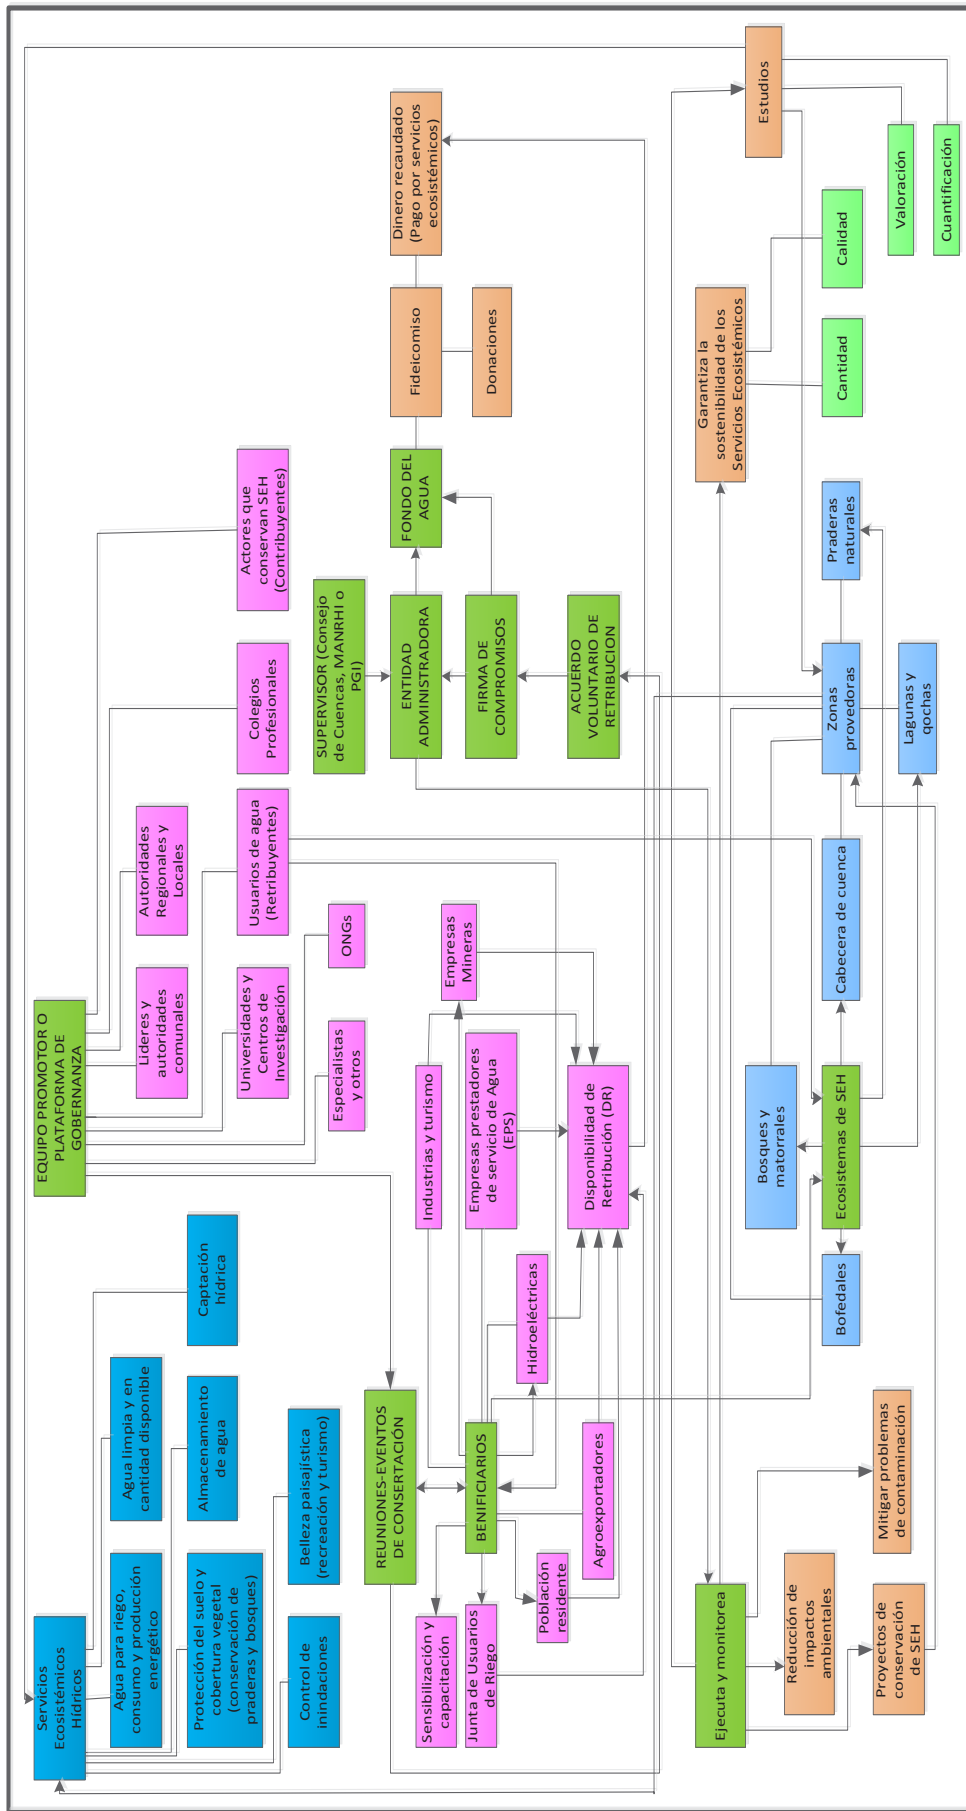 Servicios
Ecosistémicos
Hídricos
Agua para riego,
consumo y producción
energético
Agua limpia y en
cantidad disponible
Captación
hídrica
Protección del suelo y
cobertura vegetal
(conservación de
praderas y bosques)
Almacenamiento
de agua
Control de
inindaciones
Belleza paisajística
(recreación y turismo)
EQUIPO PROMOTOR O
PLATAFORMA DE
GOBERNANZA
Lideres y
autoridades
comunales
Autoridades
Regionales y
Locales
Universidades y
Centros de
Investigación
Usuarios de agua
(Retribuyentes)
Colegios
Profesionales
Actores que
conservan SEH
(Contribuyentes)
Especialistas
y otros
ONGs
SUPERVISOR (Consejo
de Cuencas, MANRHI o
PGI)
REUNIONES-EVENTOS
DE CONSERTACIÓN
ENTIDAD
ADMINISTRADORA
FONDO DEL
AGUA
Fideicomiso
Dinero recaudado
(Pago por servicios
ecosistémicos)
Donaciones
Sensibilización y
capacitación
Industrias y turismo
Empresas
Mineras
Junta de Usuarios
de Riego
BENIFICIARIOS
Empresas prestadores
de servicio de Agua
(EPS)
FIRMA DE
COMPROMISOS
Población
residente
Hidroeléctricas
Agroexportadores
Disponibilidad de
Retribución (DR)
ACUERDO
VOLUNTARIO DE
RETRIBUCION
Ejecuta y monitorea
Garantiza la
sostenibilidad de los
Servicios Ecosistémicos
Estudios
Reducción de
impactos
ambientales
Bosques y
matorrales
Bofedales
Ecosistemas de SEH
Cabecera de cuenca
Zonas
provedoras
Praderas
naturales
Cantidad
Calidad
Proyectos de
conservación
de SEH
Mitigar problemas
de contaminación
Lagunas y
qochas
Valoración
Cuantificación